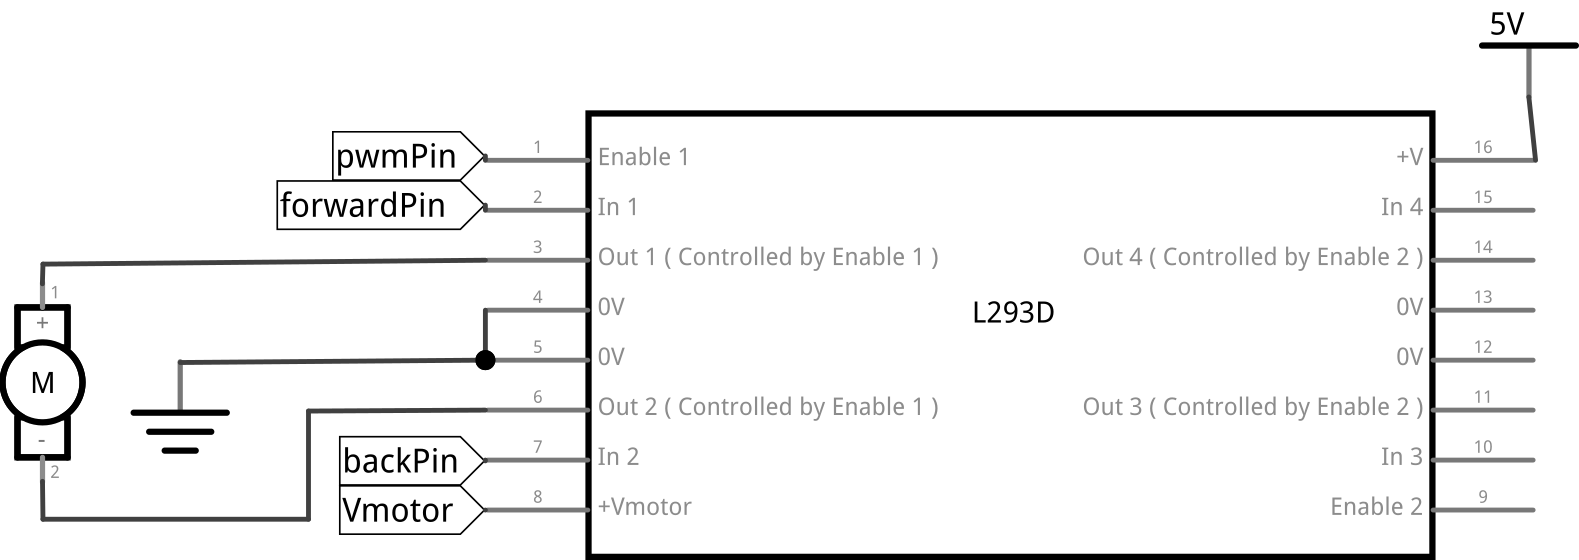 5V
pwmPin 1 Enable 1 +V 16
forwardPin 2 In 1 In 4 15
3 Out 1 ( Controlled by Enable 1 ) Out 4 ( Controlled by Enable 2 ) 14
1
4 0V L293D 0V 13
+
5 0V 0V 12
M
6 Out 2 ( Controlled by Enable 1 ) Out 3 ( Controlled by Enable 2 ) 11
-
backPin 7 In 2 In 3 10
2
Vmotor 8 +Vmotor Enable 2 9